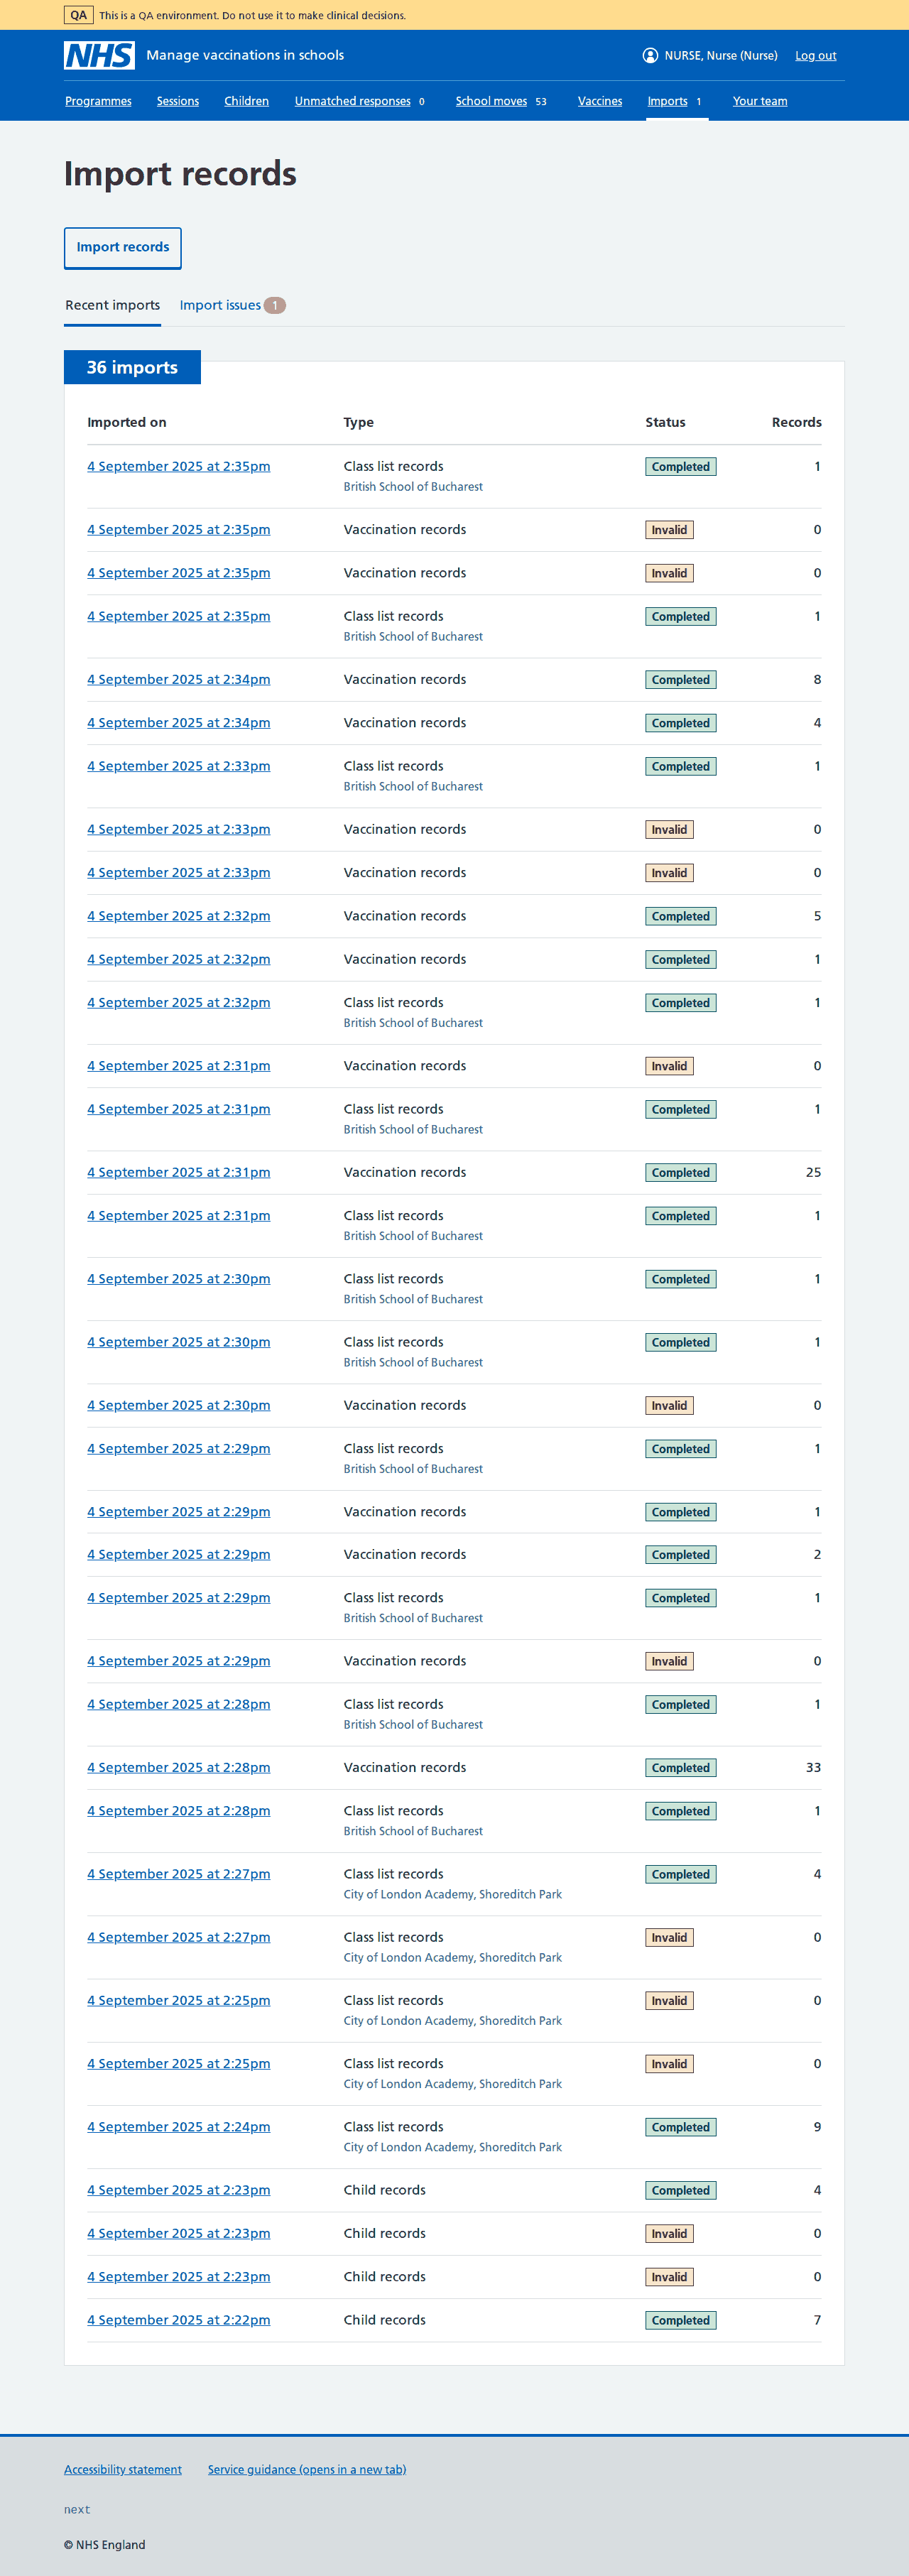 QA This is a QA environment. Do not use it to make clinical decisions.
NHS Manage vaccinations in schools NURSE, Nurse (Nurse) Log out
Programmes Sessions Children Unmatched responses 0 School moves 53 Vaccines Imports 1 Your team
Import records
Import records
Recent imports Import issues 1
36 imports
Imported on Type Status Records
4 September 2025 at 2:35pm Class list records Completed 1
British School of Bucharest
4 September 2025 at 2:35pm Vaccination records Invalid 0
4 September 2025 at 2:35pm Vaccination records Invalid 0
4 September 2025 at 2:35pm Class list records Completed 1
British School of Bucharest
4 September 2025 at 2:34pm Vaccination records Completed 8
4 September 2025 at 2:34pm Vaccination records Completed 4
4 September 2025 at 2:33pm Class list records Completed 1
British School of Bucharest
4 September 2025 at 2:33pm Vaccination records Invalid 0
4 September 2025 at 2:33pm Vaccination records Invalid 0
4 September 2025 at 2:32pm Vaccination records Completed 5
4 September 2025 at 2:32pm Vaccination records Completed 1
4 September 2025 at 2:32pm Class list records Completed 1
British School of Bucharest
4 September 2025 at 2:31pm Vaccination records Invalid 0
4 September 2025 at 2:31pm Class list records Completed 1
British School of Bucharest
4 September 2025 at 2:31pm Vaccination records Completed 25
4 September 2025 at 2:31pm Class list records Completed 1
British School of Bucharest
4 September 2025 at 2:30pm Class list records Completed 1
British School of Bucharest
4 September 2025 at 2:30pm Class list records Completed 1
British School of Bucharest
4 September 2025 at 2:30pm Vaccination records Invalid 0
4 September 2025 at 2:29pm Class list records Completed 1
British School of Bucharest
4 September 2025 at 2:29pm Vaccination records Completed 1
4 September 2025 at 2:29pm Vaccination records Completed 2
4 September 2025 at 2:29pm Class list records Completed 1
British School of Bucharest
4 September 2025 at 2:29pm Vaccination records Invalid 0
4 September 2025 at 2:28pm Class list records Completed 1
British School of Bucharest
4 September 2025 at 2:28pm Vaccination records Completed 33
4 September 2025 at 2:28pm Class list records Completed 1
British School of Bucharest
4 September 2025 at 2:27pm Class list records Completed 4
City of London Academy, Shoreditch Park
4 September 2025 at 2:27pm Class list records Invalid 0
City of London Academy, Shoreditch Park
4 September 2025 at 2:25pm Class list records Invalid 0
City of London Academy, Shoreditch Park
4 September 2025 at 2:25pm Class list records Invalid 0
City of London Academy, Shoreditch Park
4 September 2025 at 2:24pm Class list records Completed 9
City of London Academy, Shoreditch Park
4 September 2025 at 2:23pm Child records Completed 4
4 September 2025 at 2:23pm Child records Invalid 0
4 September 2025 at 2:23pm Child records Invalid 0
4 September 2025 at 2:22pm Child records Completed 7
Accessibility statement Service guidance (opens in a new tab)
next
© NHS England